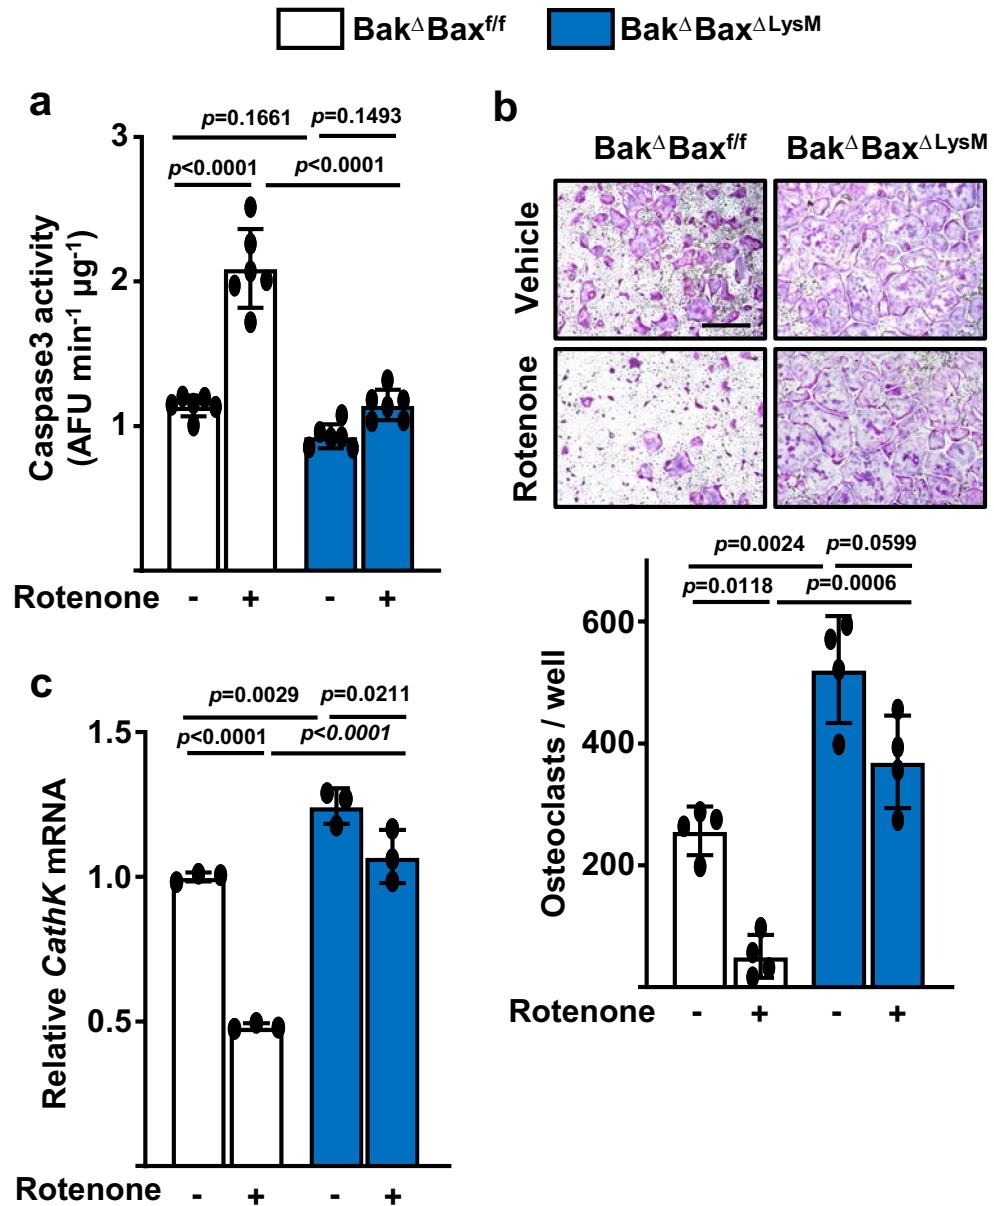 Bak^ΔBax^f/f Bak^ΔBax^ΔLysM
a
p=0.1661 p=0.1493
p<0.0001 p<0.0001
3
2
1
Caspase3 activity
(AFU min⁻¹ µg⁻¹)
Rotenone - + - +
b
Bak^ΔBax^f/f Bak^ΔBax^ΔLysM
Vehicle
Rotenone
p=0.0024 p=0.0599
p=0.0118 p=0.0006
600
400
200
Osteoclasts / well
Rotenone - + - +
c
p=0.0029 p=0.0211
p<0.0001 p<0.0001
1.5
1.0
0.5
Relative CathK mRNA
Rotenone - + - +